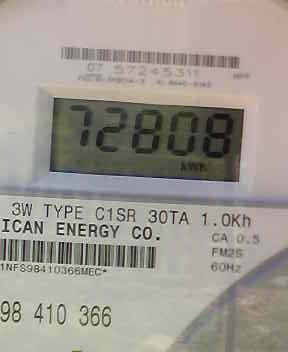 07 57245311
72808
kWh
3W TYPE C1SR 30TA 1.0Kh
ICAN ENERGY CO.
CA 0.5
FM2S
60Hz
1NFS98410366MEC*
98 410 366